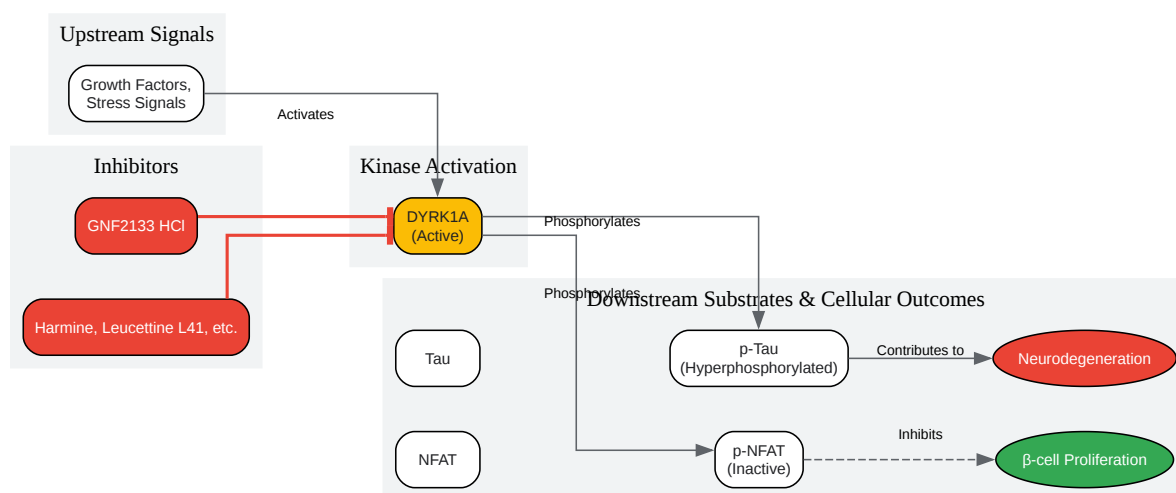 Upstream Signals
Growth Factors,
Stress Signals
Activates
Inhibitors
Kinase Activation
GNF2133 HCl
DYRK1A
(Active)
Phosphorylates
Harmine, Leucettine L41, etc.
Phosphorylates
Downstream Substrates & Cellular Outcomes
Tau
p-Tau
(Hyperphosphorylated)
Contributes to
Neurodegeneration
NFAT
p-NFAT
(Inactive)
Inhibits
β-cell Proliferation